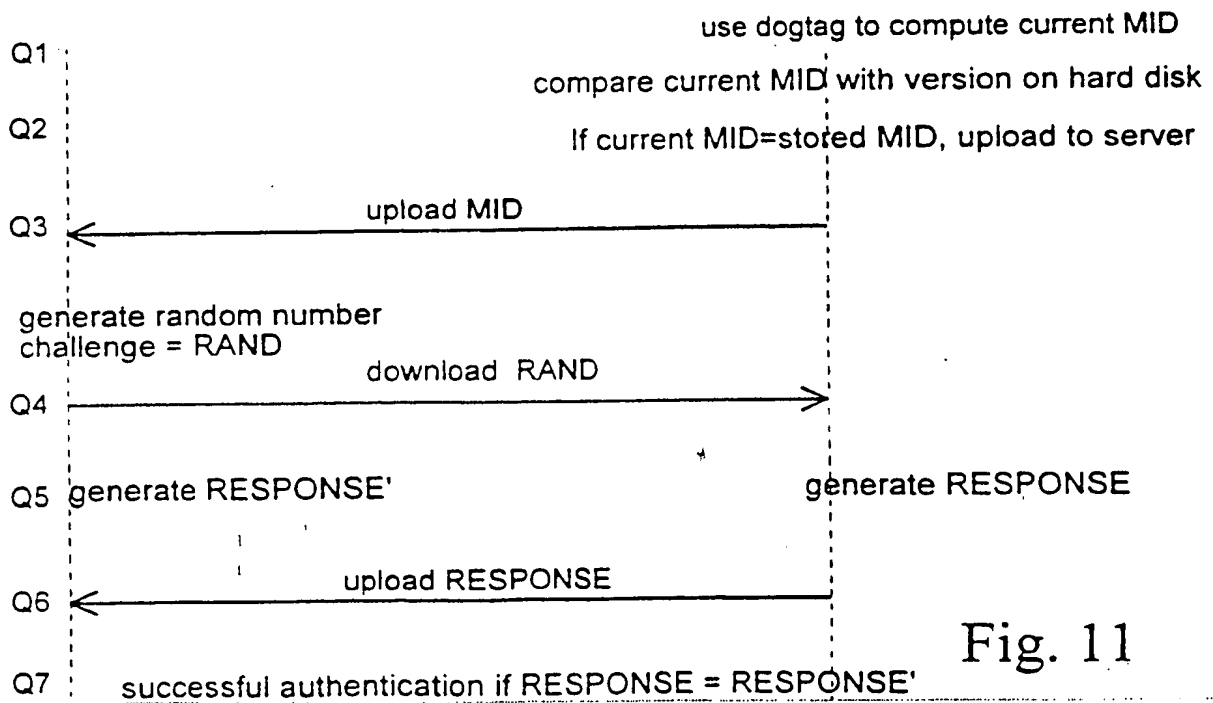 use dogtag to compute current MID
Q1
compare current MID with version on hard disk
Q2
If current MID=stored MID, upload to server
upload MID
Q3
generate random number
challenge = RAND
download RAND
Q4
Q5 generate RESPONSE' generate RESPONSE
upload RESPONSE
Q6
Fig. 11
Q7 successful authentication if RESPONSE = RESPONSE'